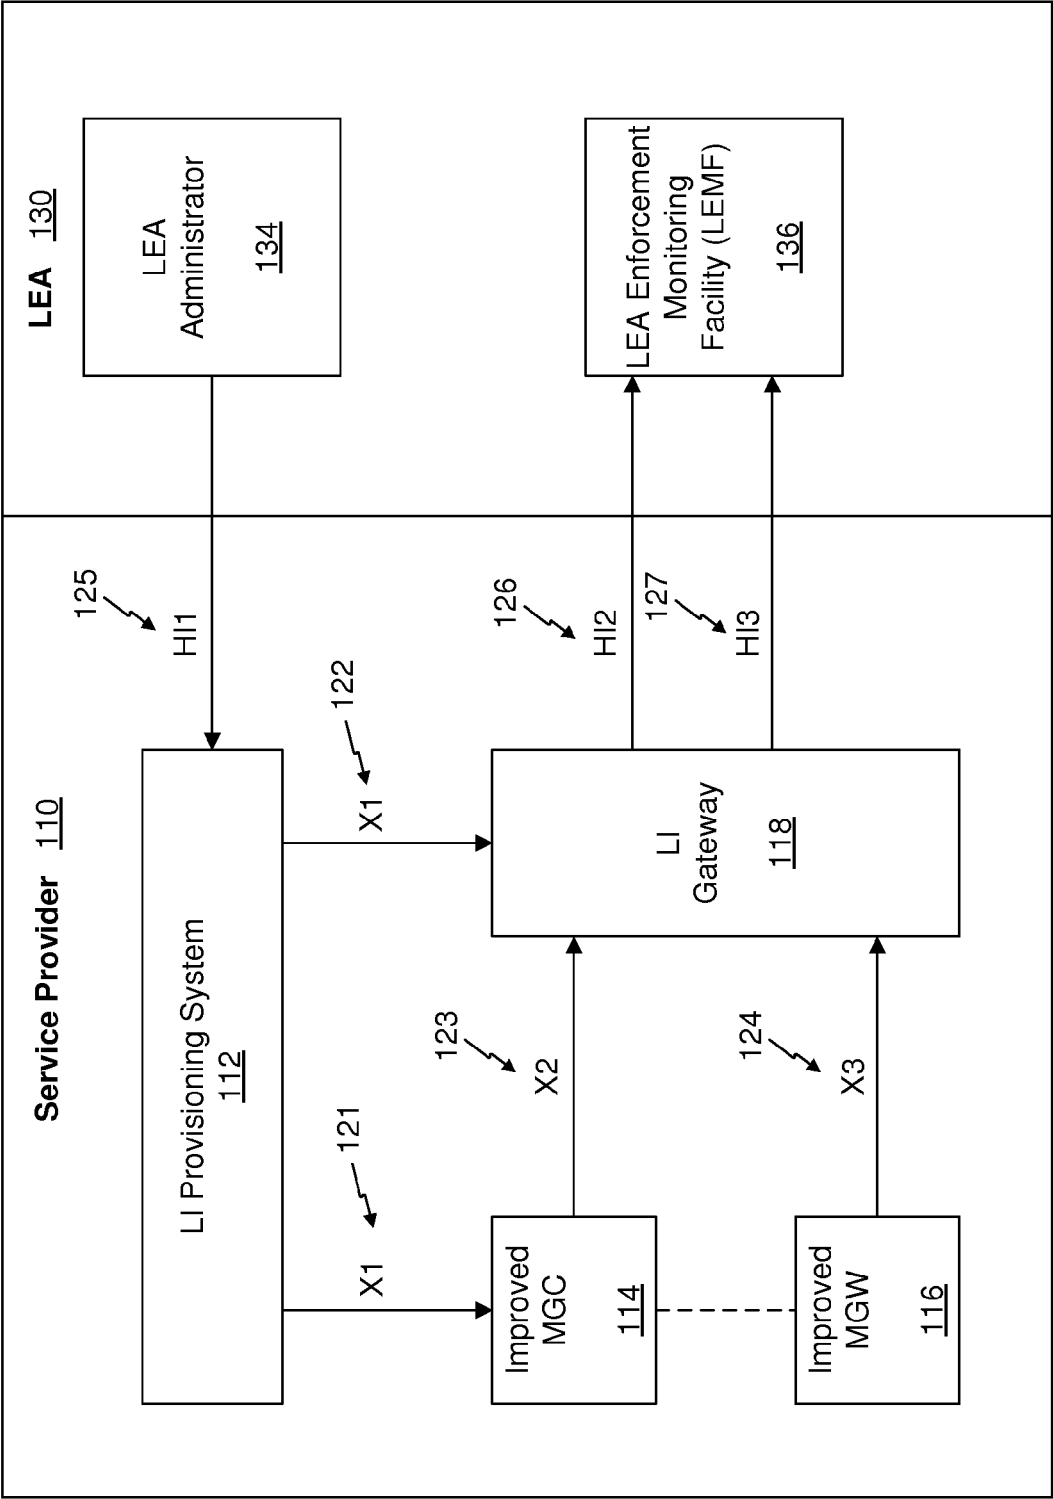 Service Provider 110
LEA 130
LI Provisioning System
112
HI1
125
LEA
Administrator
134
X1
121
X1
122
Improved
MGC
114
X2
123
LI
Gateway
118
HI2
126
HI3
127
LEA Enforcement
Monitoring
Facility (LEMF)
136
Improved
MGW
116
X3
124